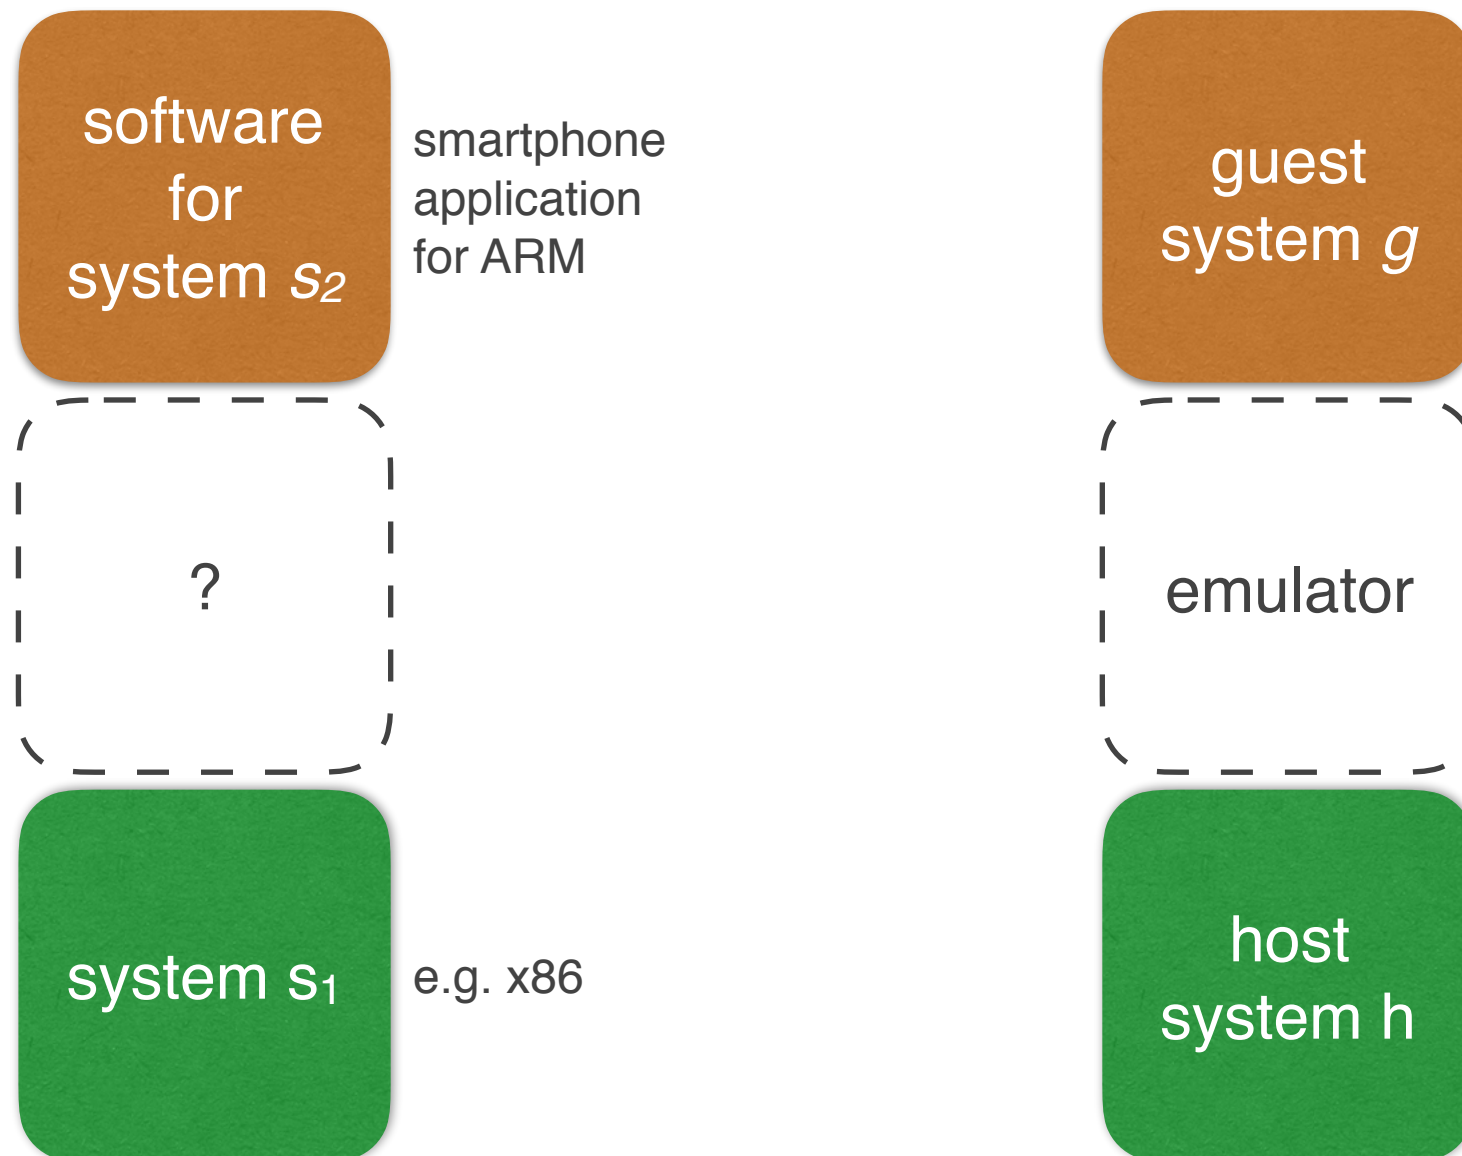 software
for
system s₂
smartphone
application
for ARM
?
system s₁
e.g. x86
guest
system g
emulator
host
system h